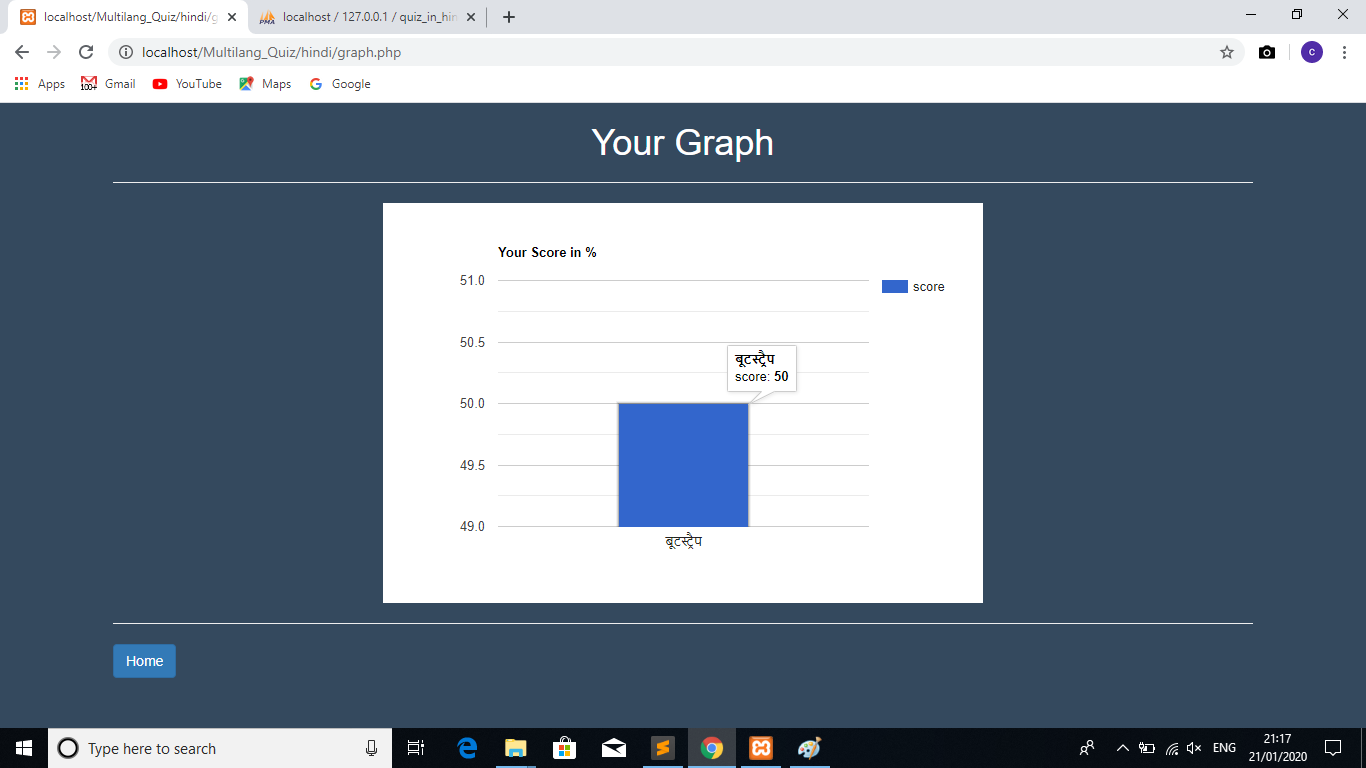 localhost/Multilang_Quiz/hindi/g
localhost / 127.0.0.1 / quiz_in_hin
localhost/Multilang_Quiz/hindi/graph.php
c
Apps
100+
Gmail
YouTube
Maps
Google
Your Graph
Your Score in %
51.0
score
50.5
बूटस्ट्रैप
score: 50
50.0
49.5
49.0
बूटस्ट्रैप
Home
Type here to search
ENG
21:17
21/01/2020